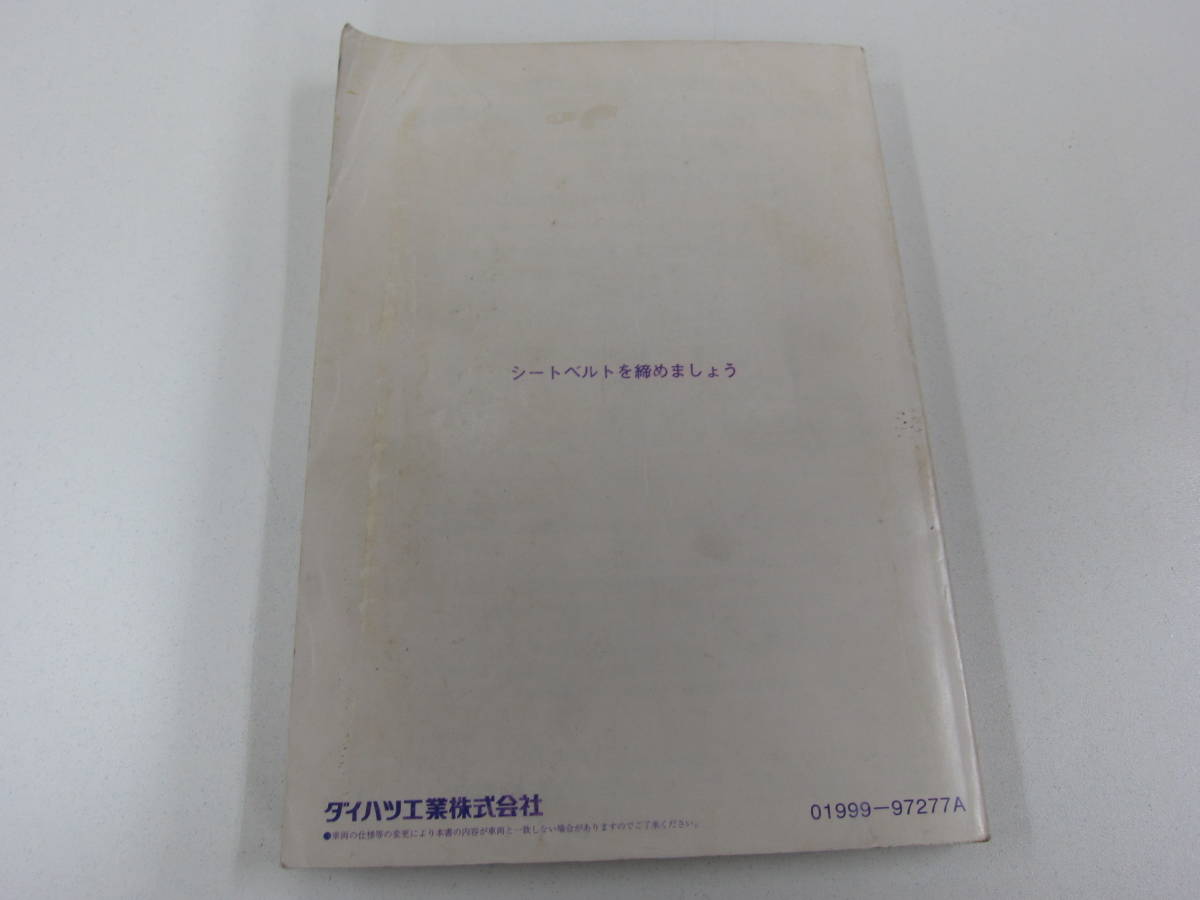 シートベルトを締めましょう
ダイハツ工業株式会社
●車両の仕様等の変更により本書の内容が車両と一致しない場合がありますのでご了承ください。
01999-97277A